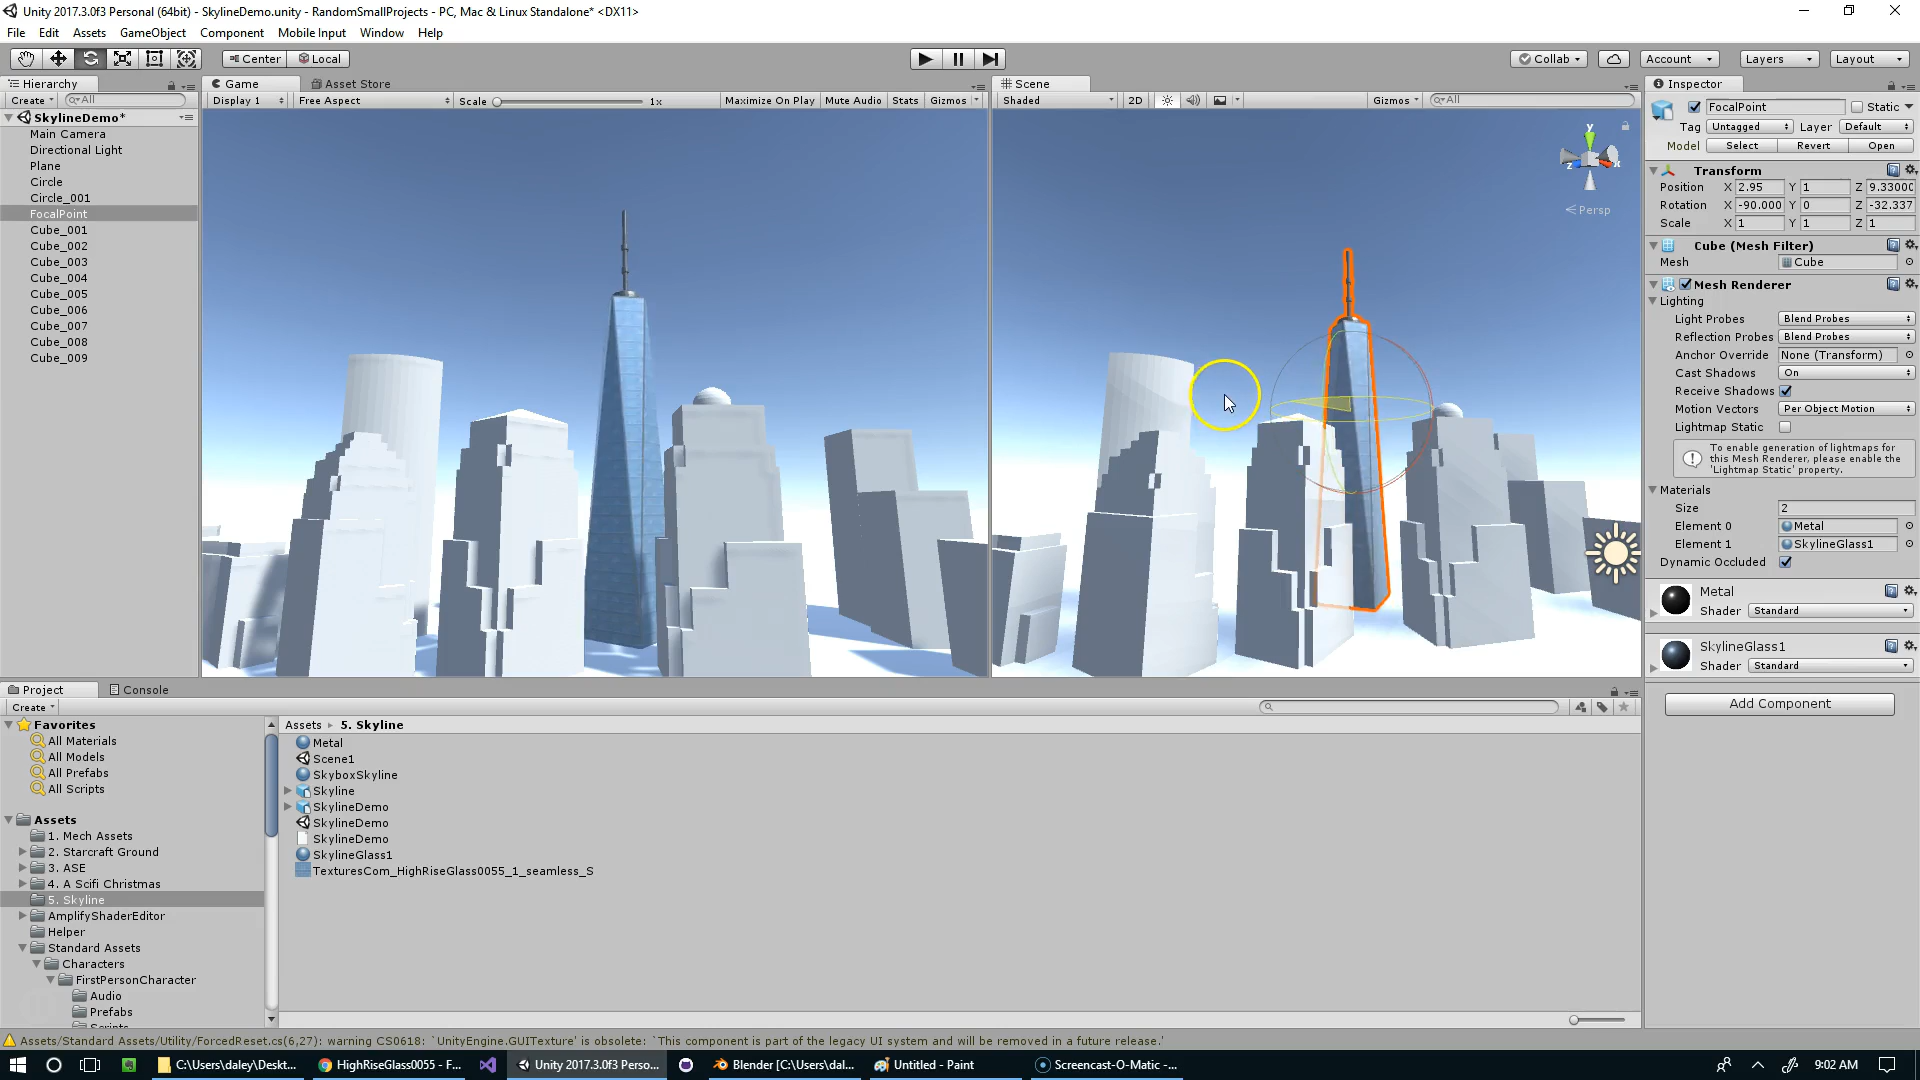 Unity 2017.3.0f3 Personal (64bit) - SkylineDemo.unity - RandomSmallProjects - PC, Mac & Linux Standalone* <DX11>
File Edit Assets GameObject Component Mobile Input Window Help
Center Local Collab Account Layers Layout
Hierarchy Game Asset Store Scene Inspector
Create All Display 1 Free Aspect Scale 1x Maximize On Play Mute Audio Stats Gizmos Shaded 2D Gizmos All
FocalPoint Static
SkylineDemo*
Main Camera
Directional Light
Plane
Circle
Circle_001
FocalPoint
Cube_001
Cube_002
Cube_003
Cube_004
Cube_005
Cube_006
Cube_007
Cube_008
Cube_009
y
x
z
Persp
Tag Untagged Layer Default
Model Select Revert Open
Transform
Position X 2.95 Y 1 Z 9.33000
Rotation X -90.000 Y 0 Z -32.337
Scale X 1 Y 1 Z 1
Cube (Mesh Filter)
Mesh Cube
Mesh Renderer
Lighting
Light Probes Blend Probes
Reflection Probes Blend Probes
Anchor Override None (Transform)
Cast Shadows On
Receive Shadows
Motion Vectors Per Object Motion
Lightmap Static
To enable generation of lightmaps for
this Mesh Renderer, please enable the
'Lightmap Static' property.
Materials
Size 2
Element 0 Metal
Element 1 SkylineGlass1
Dynamic Occluded
Metal
Shader Standard
SkylineGlass1
Shader Standard
Add Component
Project Console
Create
Favorites
All Materials
All Models
All Prefabs
All Scripts
Assets
1. Mech Assets
2. Starcraft Ground
3. ASE
4. A Scifi Christmas
5. Skyline
AmplifyShaderEditor
Helper
Standard Assets
Characters
FirstPersonCharacter
Audio
Prefabs
Scripts
Assets 5. Skyline
Metal
Scene1
SkyboxSkyline
Skyline
SkylineDemo
SkylineDemo
SkylineDemo
SkylineGlass1
TexturesCom_HighRiseGlass0055_1_seamless_S
Assets/Standard Assets/Utility/ForcedReset.cs(6,27): warning CS0618: `UnityEngine.GUITexture' is obsolete: `This component is part of the legacy UI system and will be removed in a future release.'
C:\Users\daley\Deskt... HighRiseGlass0055 - F... Unity 2017.3.0f3 Perso... Blender [C:\Users\dal... Untitled - Paint Screencast-O-Matic -... 9:02 AM